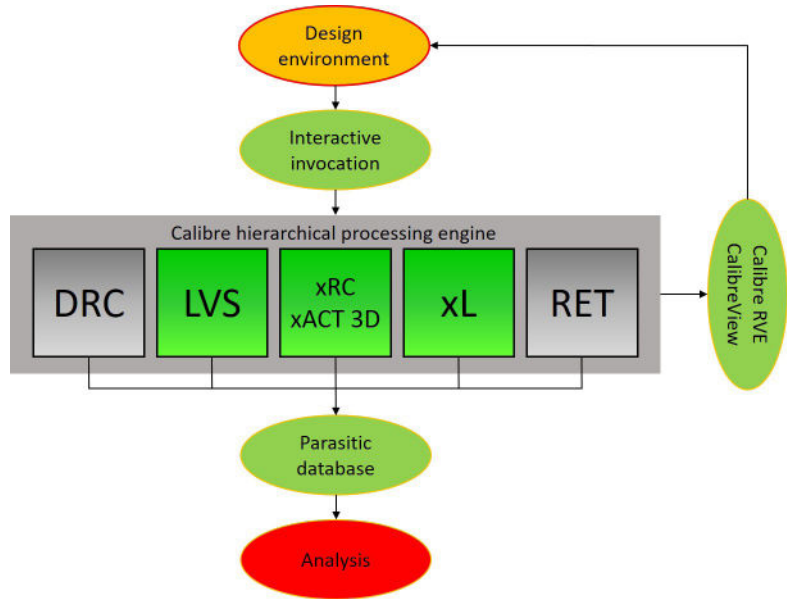 Design
environment
Interactive
invocation
Calibre hierarchical processing engine
DRC
LVS
xRC
xACT 3D
xL
RET
Calibre RVE
CalibreView
Parasitic
database
Analysis